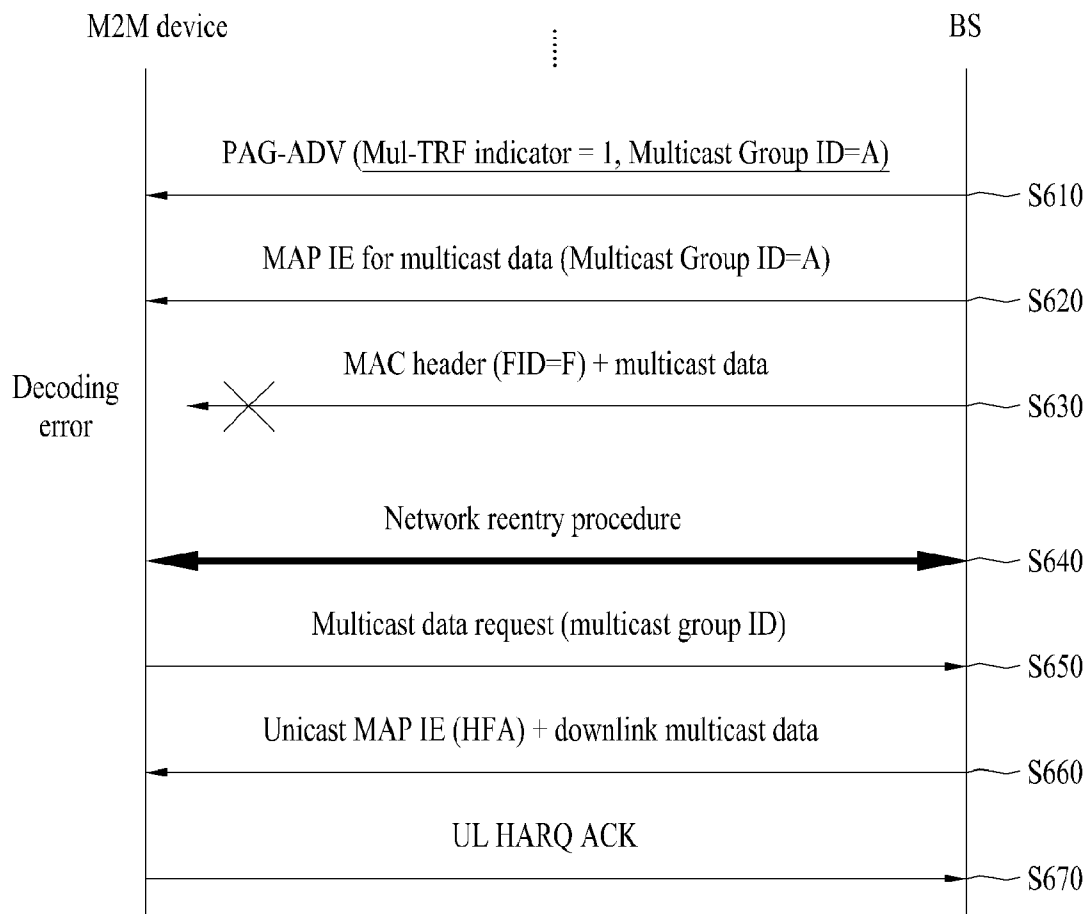 M2M device
BS
PAG-ADV (Mul-TRF indicator = 1, Multicast Group ID=A)
S610
MAP IE for multicast data (Multicast Group ID=A)
S620
MAC header (FID=F) + multicast data
Decoding
error
S630
Network reentry procedure
S640
Multicast data request (multicast group ID)
S650
Unicast MAP IE (HFA) + downlink multicast data
S660
UL HARQ ACK
S670